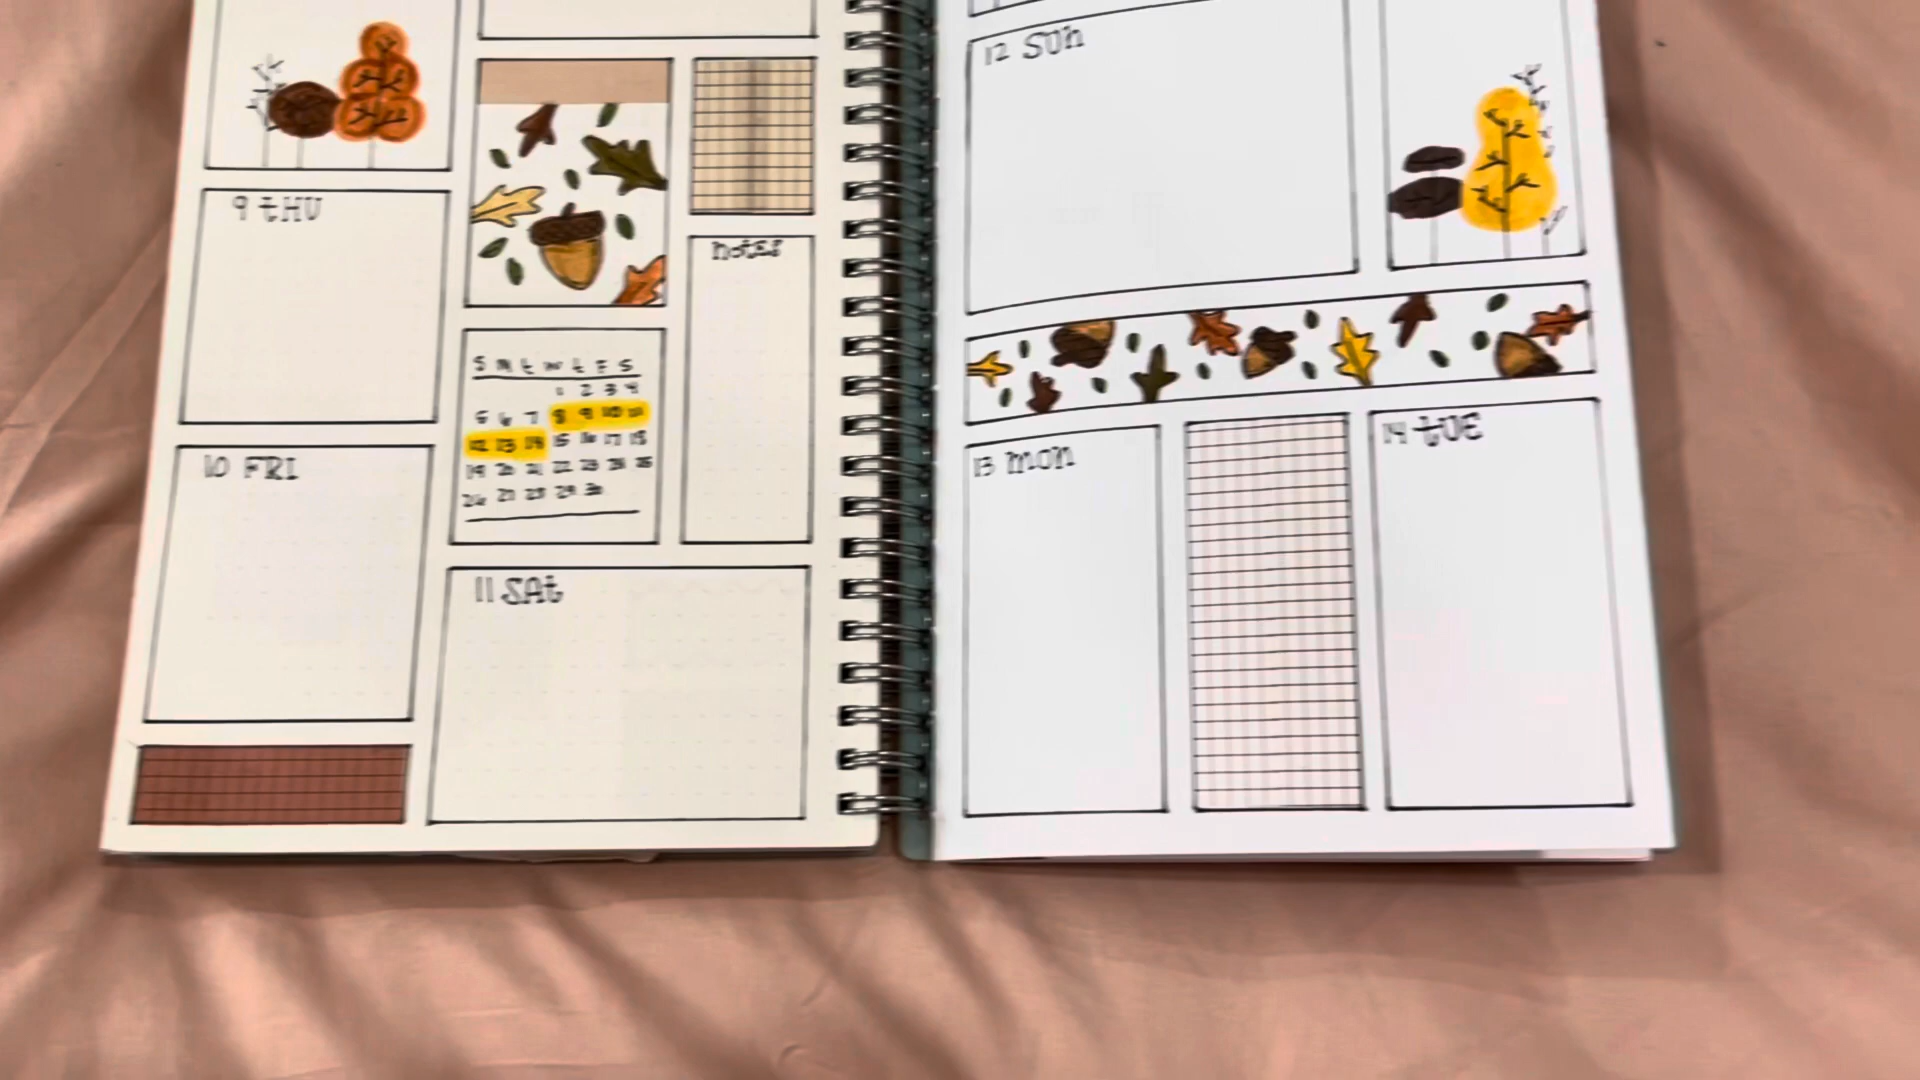 9 tHU
notes
S M t W t F S
1 2 3 4
5 6 7 8 9 10 11
12 13 14 15 16 17 18
19 20 21 22 23 24 25
26 27 28 29 30
10 FRI
11 SAt
12 SUn
13 mon
14 tUE